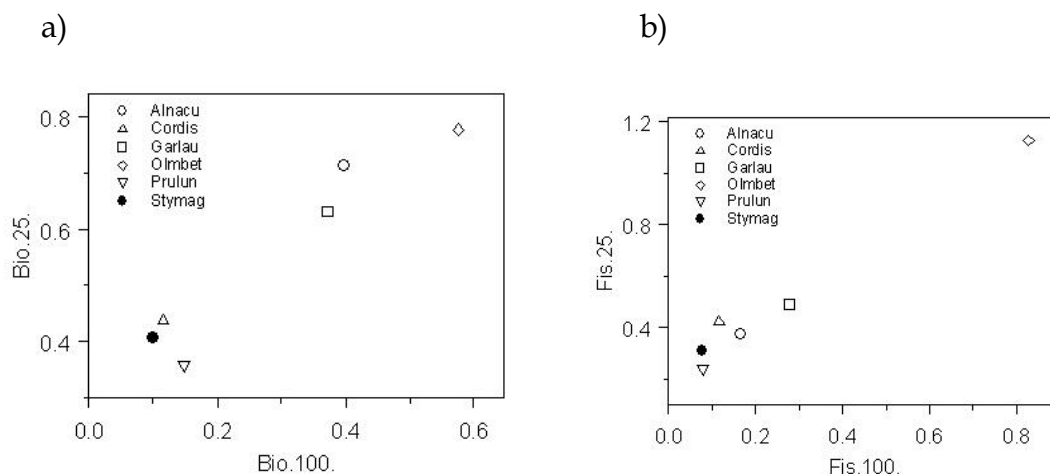 a)
Alnacu
Cordis
Garlau
Olmbet
Prulun
Stymag
0.8
0.6
0.4
Bio.25.
0.0 0.2 0.4 0.6
Bio.100.
b)
Alnacu
Cordis
Garlau
Olmbet
Prulun
Stymag
1.2
0.8
0.4
Fis.25.
0.0 0.2 0.4 0.6 0.8
Fis.100.